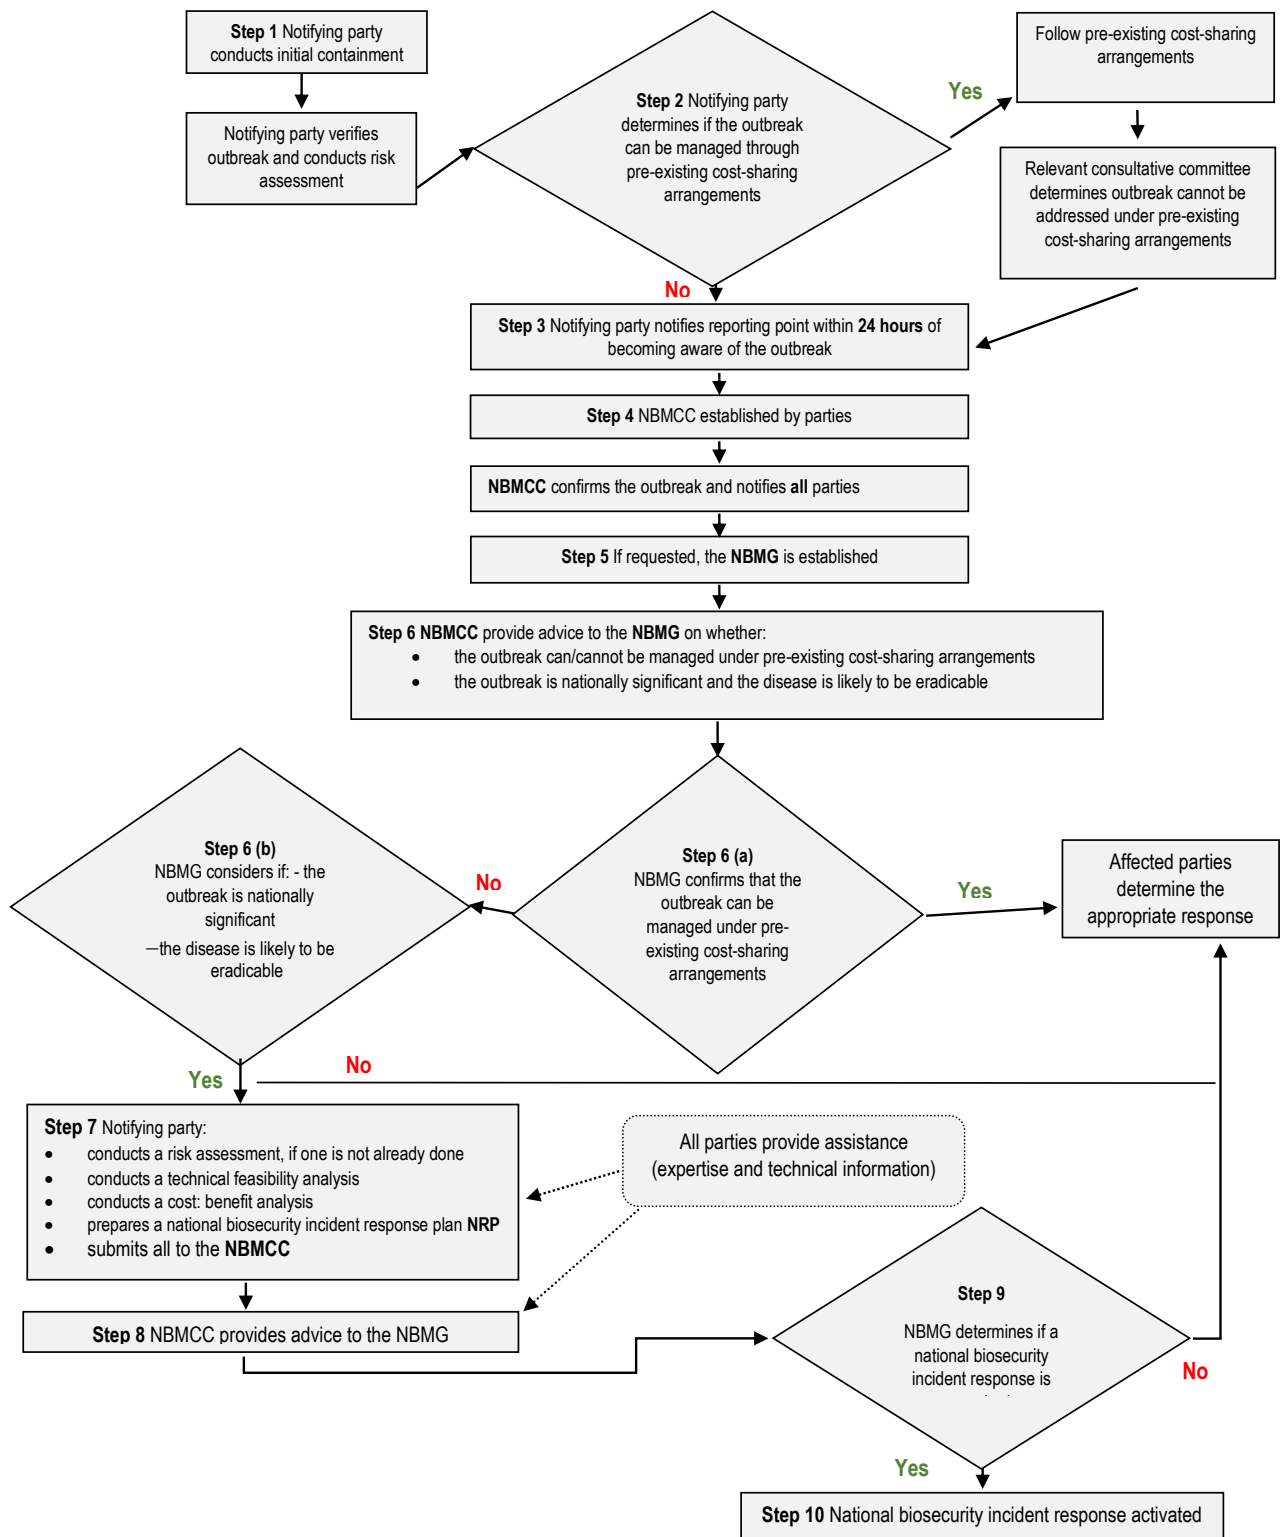 Step 1 Notifying party
conducts initial containment
Notifying party verifies
outbreak and conducts risk
assessment
Step 2 Notifying party
determines if the outbreak
can be managed through
pre-existing cost-sharing
arrangements
Yes
Follow pre-existing cost-sharing
arrangements
Relevant consultative committee
determines outbreak cannot be
addressed under pre-existing
cost-sharing arrangements
No
Step 3 Notifying party notifies reporting point within 24 hours of
becoming aware of the outbreak
Step 4 NBMCC established by parties
NBMCC confirms the outbreak and notifies all parties
Step 5 If requested, the NBMG is established
Step 6 NBMCC provide advice to the NBMG on whether:
• the outbreak can/cannot be managed under pre-existing cost-sharing arrangements
• the outbreak is nationally significant and the disease is likely to be eradicable
Step 6 (b)
NBMG considers if: - the
outbreak is nationally
significant
—the disease is likely to be
eradicable
No
Step 6 (a)
NBMG confirms that the
outbreak can be
managed under pre-
existing cost-sharing
arrangements
Yes
Affected parties
determine the
appropriate response
Yes
No
Step 7 Notifying party:
• conducts a risk assessment, if one is not already done
• conducts a technical feasibility analysis
• conducts a cost: benefit analysis
• prepares a national biosecurity incident response plan NRP
• submits all to the NBMCC
All parties provide assistance
(expertise and technical information)
Step 8 NBMCC provides advice to the NBMG
Step 9
NBMG determines if a
national biosecurity
incident response is
No
Yes
Step 10 National biosecurity incident response activated